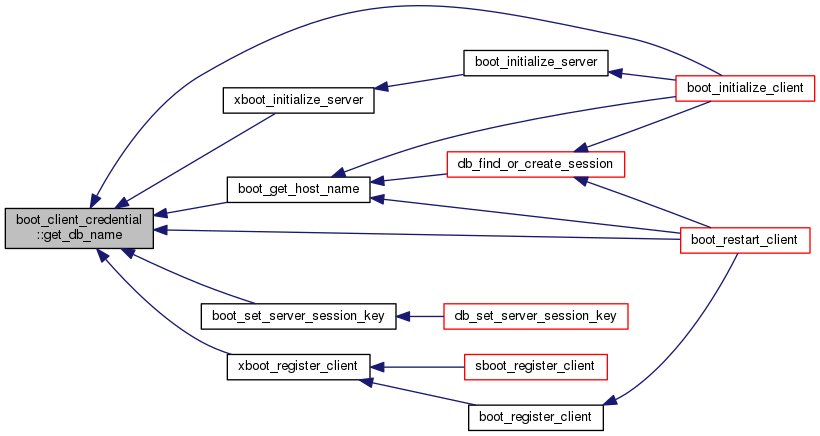 boot_initialize_server
boot_initialize_client
xboot_initialize_server
db_find_or_create_session
boot_get_host_name
boot_client_credential
::get_db_name
boot_restart_client
boot_set_server_session_key
db_set_server_session_key
xboot_register_client
sboot_register_client
boot_register_client